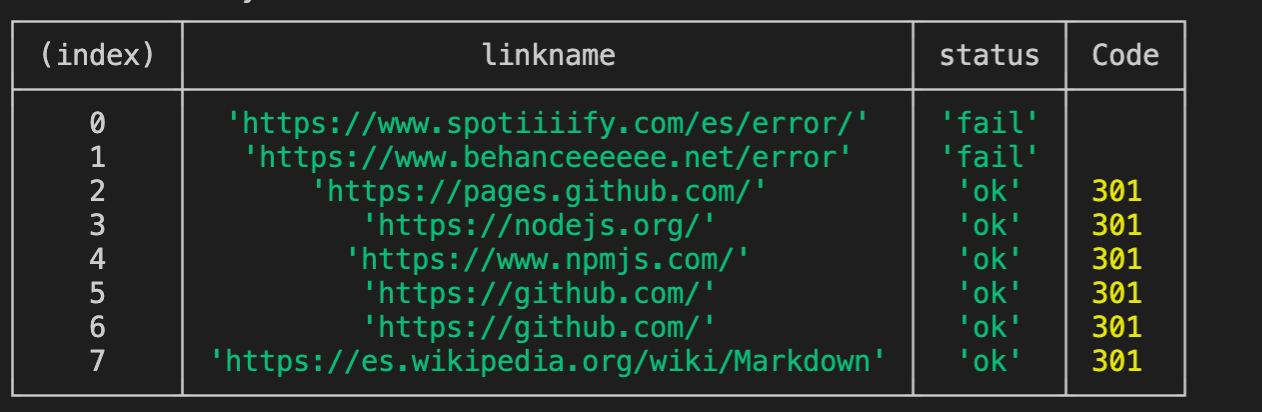 (index) linkname status Code
0 'https://www.spotiiiify.com/es/error/' 'fail'
1 'https://www.behanceeeeee.net/error' 'fail'
2 'https://pages.github.com/' 'ok' 301
3 'https://nodejs.org/' 'ok' 301
4 'https://www.npmjs.com/' 'ok' 301
5 'https://github.com/' 'ok' 301
6 'https://github.com/' 'ok' 301
7 'https://es.wikipedia.org/wiki/Markdown' 'ok' 301